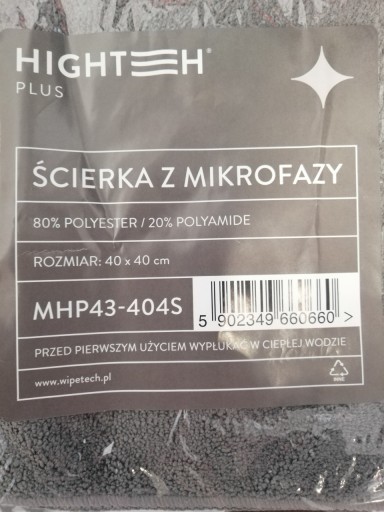 HIGHTECH®
PLUS
ŚCIERKA Z MIKROFAZY
80% POLYESTER / 20% POLYAMIDE
ROZMIAR: 40 x 40 cm
MHP43-404S
5 902349 660660 >
PRZED PIERWSZYM UŻYCIEM WYPŁUKAĆ W CIEPŁEJ WODZIE
www.wipetech.pl